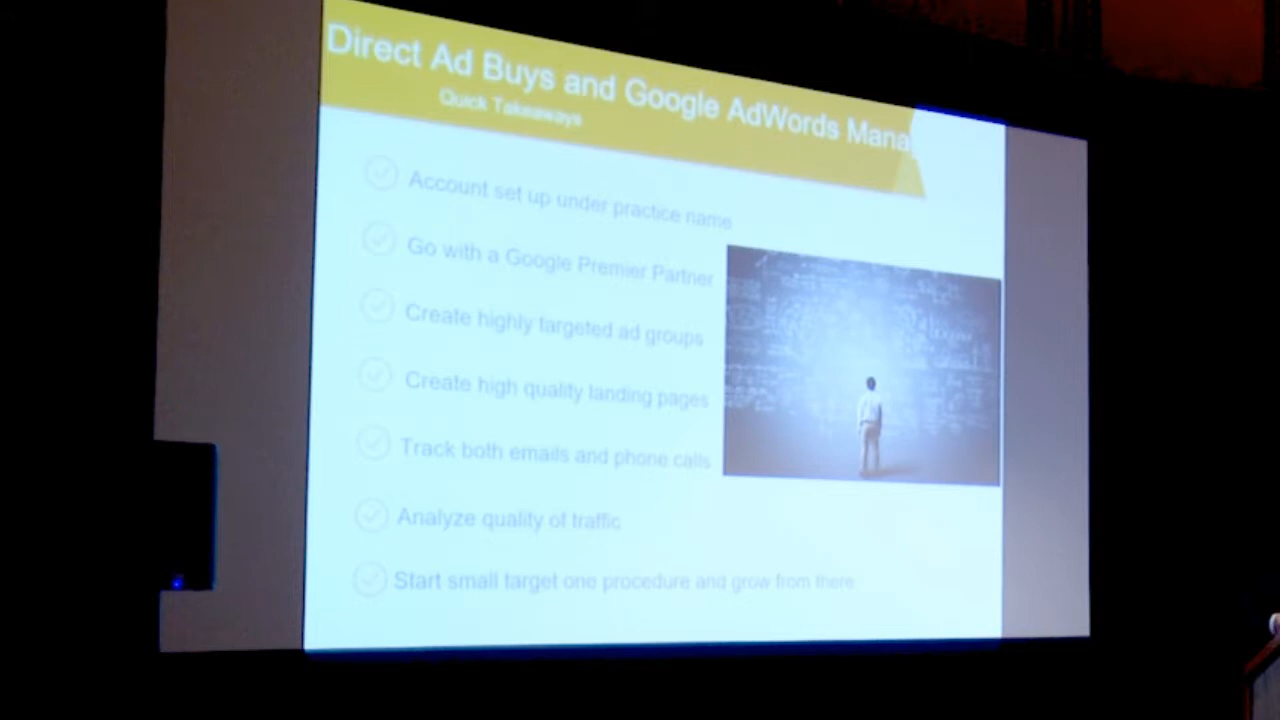 Direct Ad Buys and Google AdWords Mana
Quick Takeaways
Account set up under practice name
Go with a Google Premier Partner
Create highly targeted ad groups
Create high quality landing pages
Track both emails and phone calls
Analyze quality of traffic
Start small target one procedure and grow from there